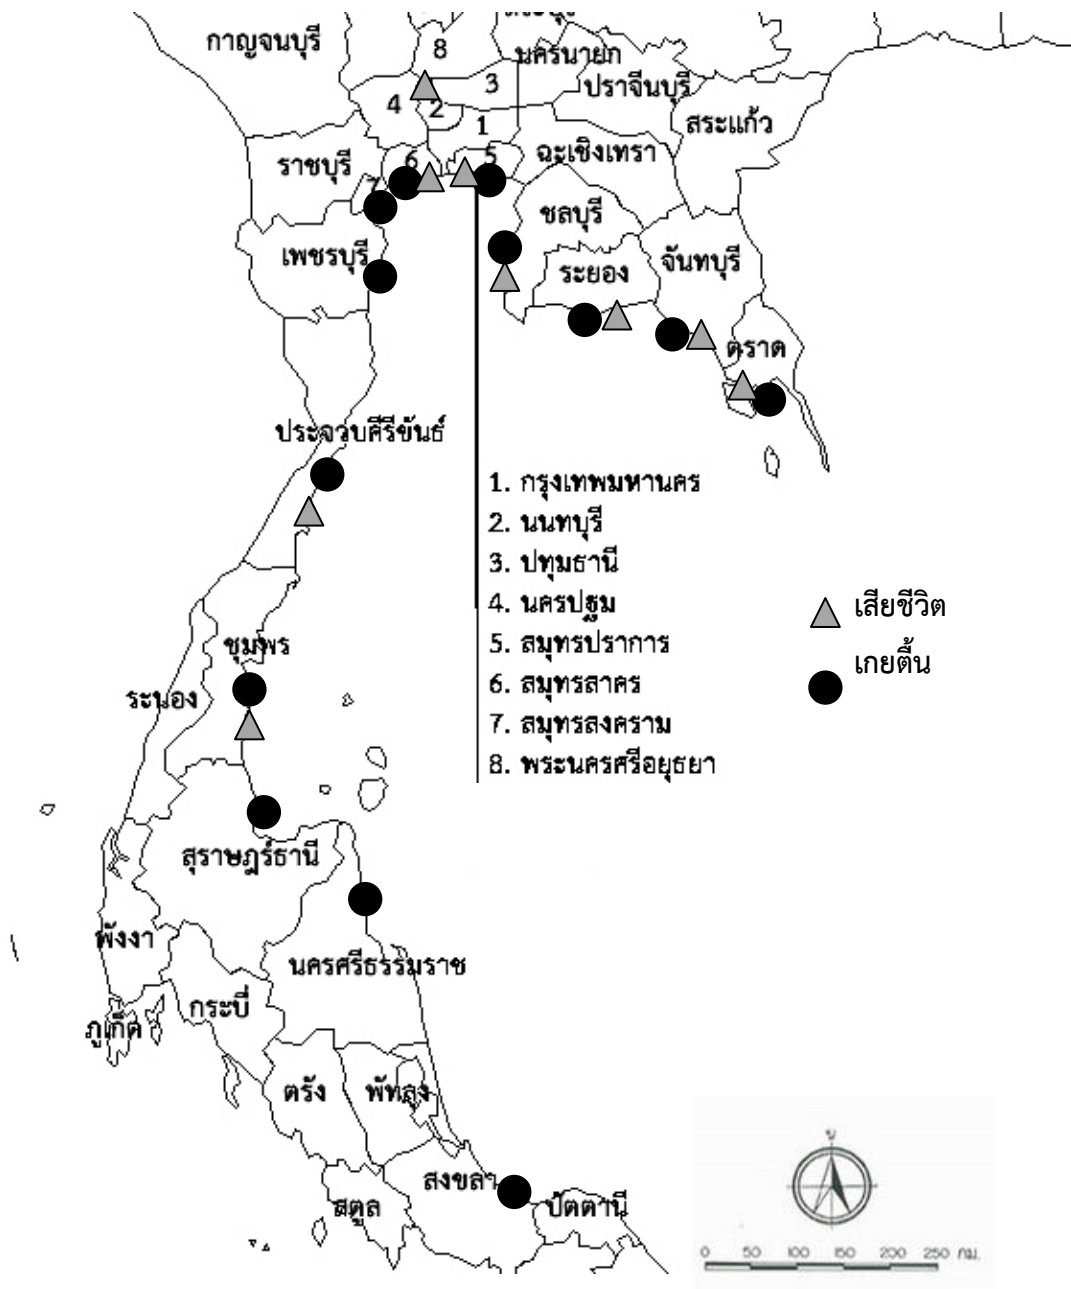 กาญจนบุรี
8
นครนายก
3
ปราจีนบุรี
4
2
1
สระแก้ว
ราชบุรี
6
5
ฉะเชิงเทรา
7
ชลบุรี
เพชรบุรี
ระยอง
จันทบุรี
ตราด
ประจวบคีรีขันธ์
1. กรุงเทพมหานคร
2. นนทบุรี
3. ปทุมธานี
4. นครปฐม
5. สมุทรปราการ
6. สมุทรสาคร
7. สมุทรสงคราม
8. พระนครศรีอยุธยา
เสียชีวิต
เกยตื้น
ชุมพร
ระนอง
สุราษฎร์ธานี
พังงา
นครศรีธรรมราช
กระบี่
ภูเก็ต
ตรัง
พัทลุง
สงขลา
สตูล
ปัตตานี
น
0 50 100 150 200 250 กม.